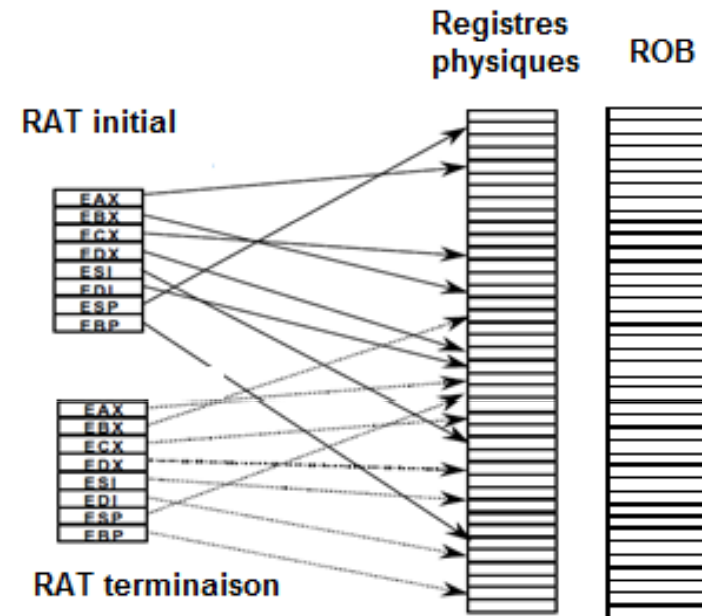 Registres
physiques
ROB
RAT initial
EAX
EBX
ECX
EDX
ESI
EDI
ESP
EBP
EAX
EBX
ECX
EDX
ESI
EDI
ESP
EBP
RAT terminaison